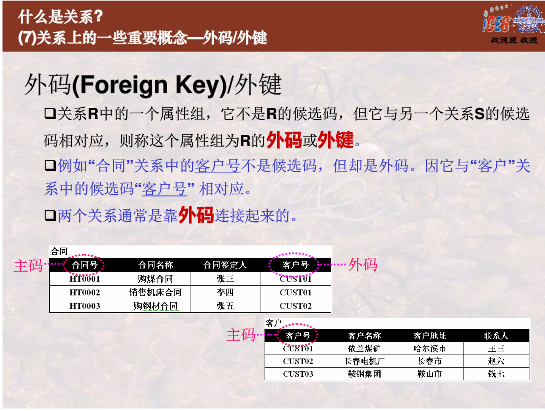 什么是关系?
(7)关系上的一些重要概念—外码/外键
ICES
战德臣 教授
外码(Foreign Key)/外键
❑关系R中的一个属性组，它不是R的候选码，但它与另一个关系S的候选
码相对应，则称这个属性组为R的外码或外键。
❑例如“合同”关系中的客户号不是候选码，但却是外码。因它与“客户”关
系中的候选码“客户号” 相对应。
❑两个关系通常是靠外码连接起来的。
合同
主码 合同号 合同名称 合同签定人 客户号 外码
HT0001 购煤合同 张三 CUST01
HT0002 销售机床合同 李四 CUST01
HT0003 购钢材合同 张五 CUST02
客户
主码 客户号 客户名称 客户地址 联系人
CUST01 依兰煤矿 哈尔滨市 王三
CUST02 长春电机厂 长春市 赵六
CUST03 鞍钢集团 鞍山市 钱七